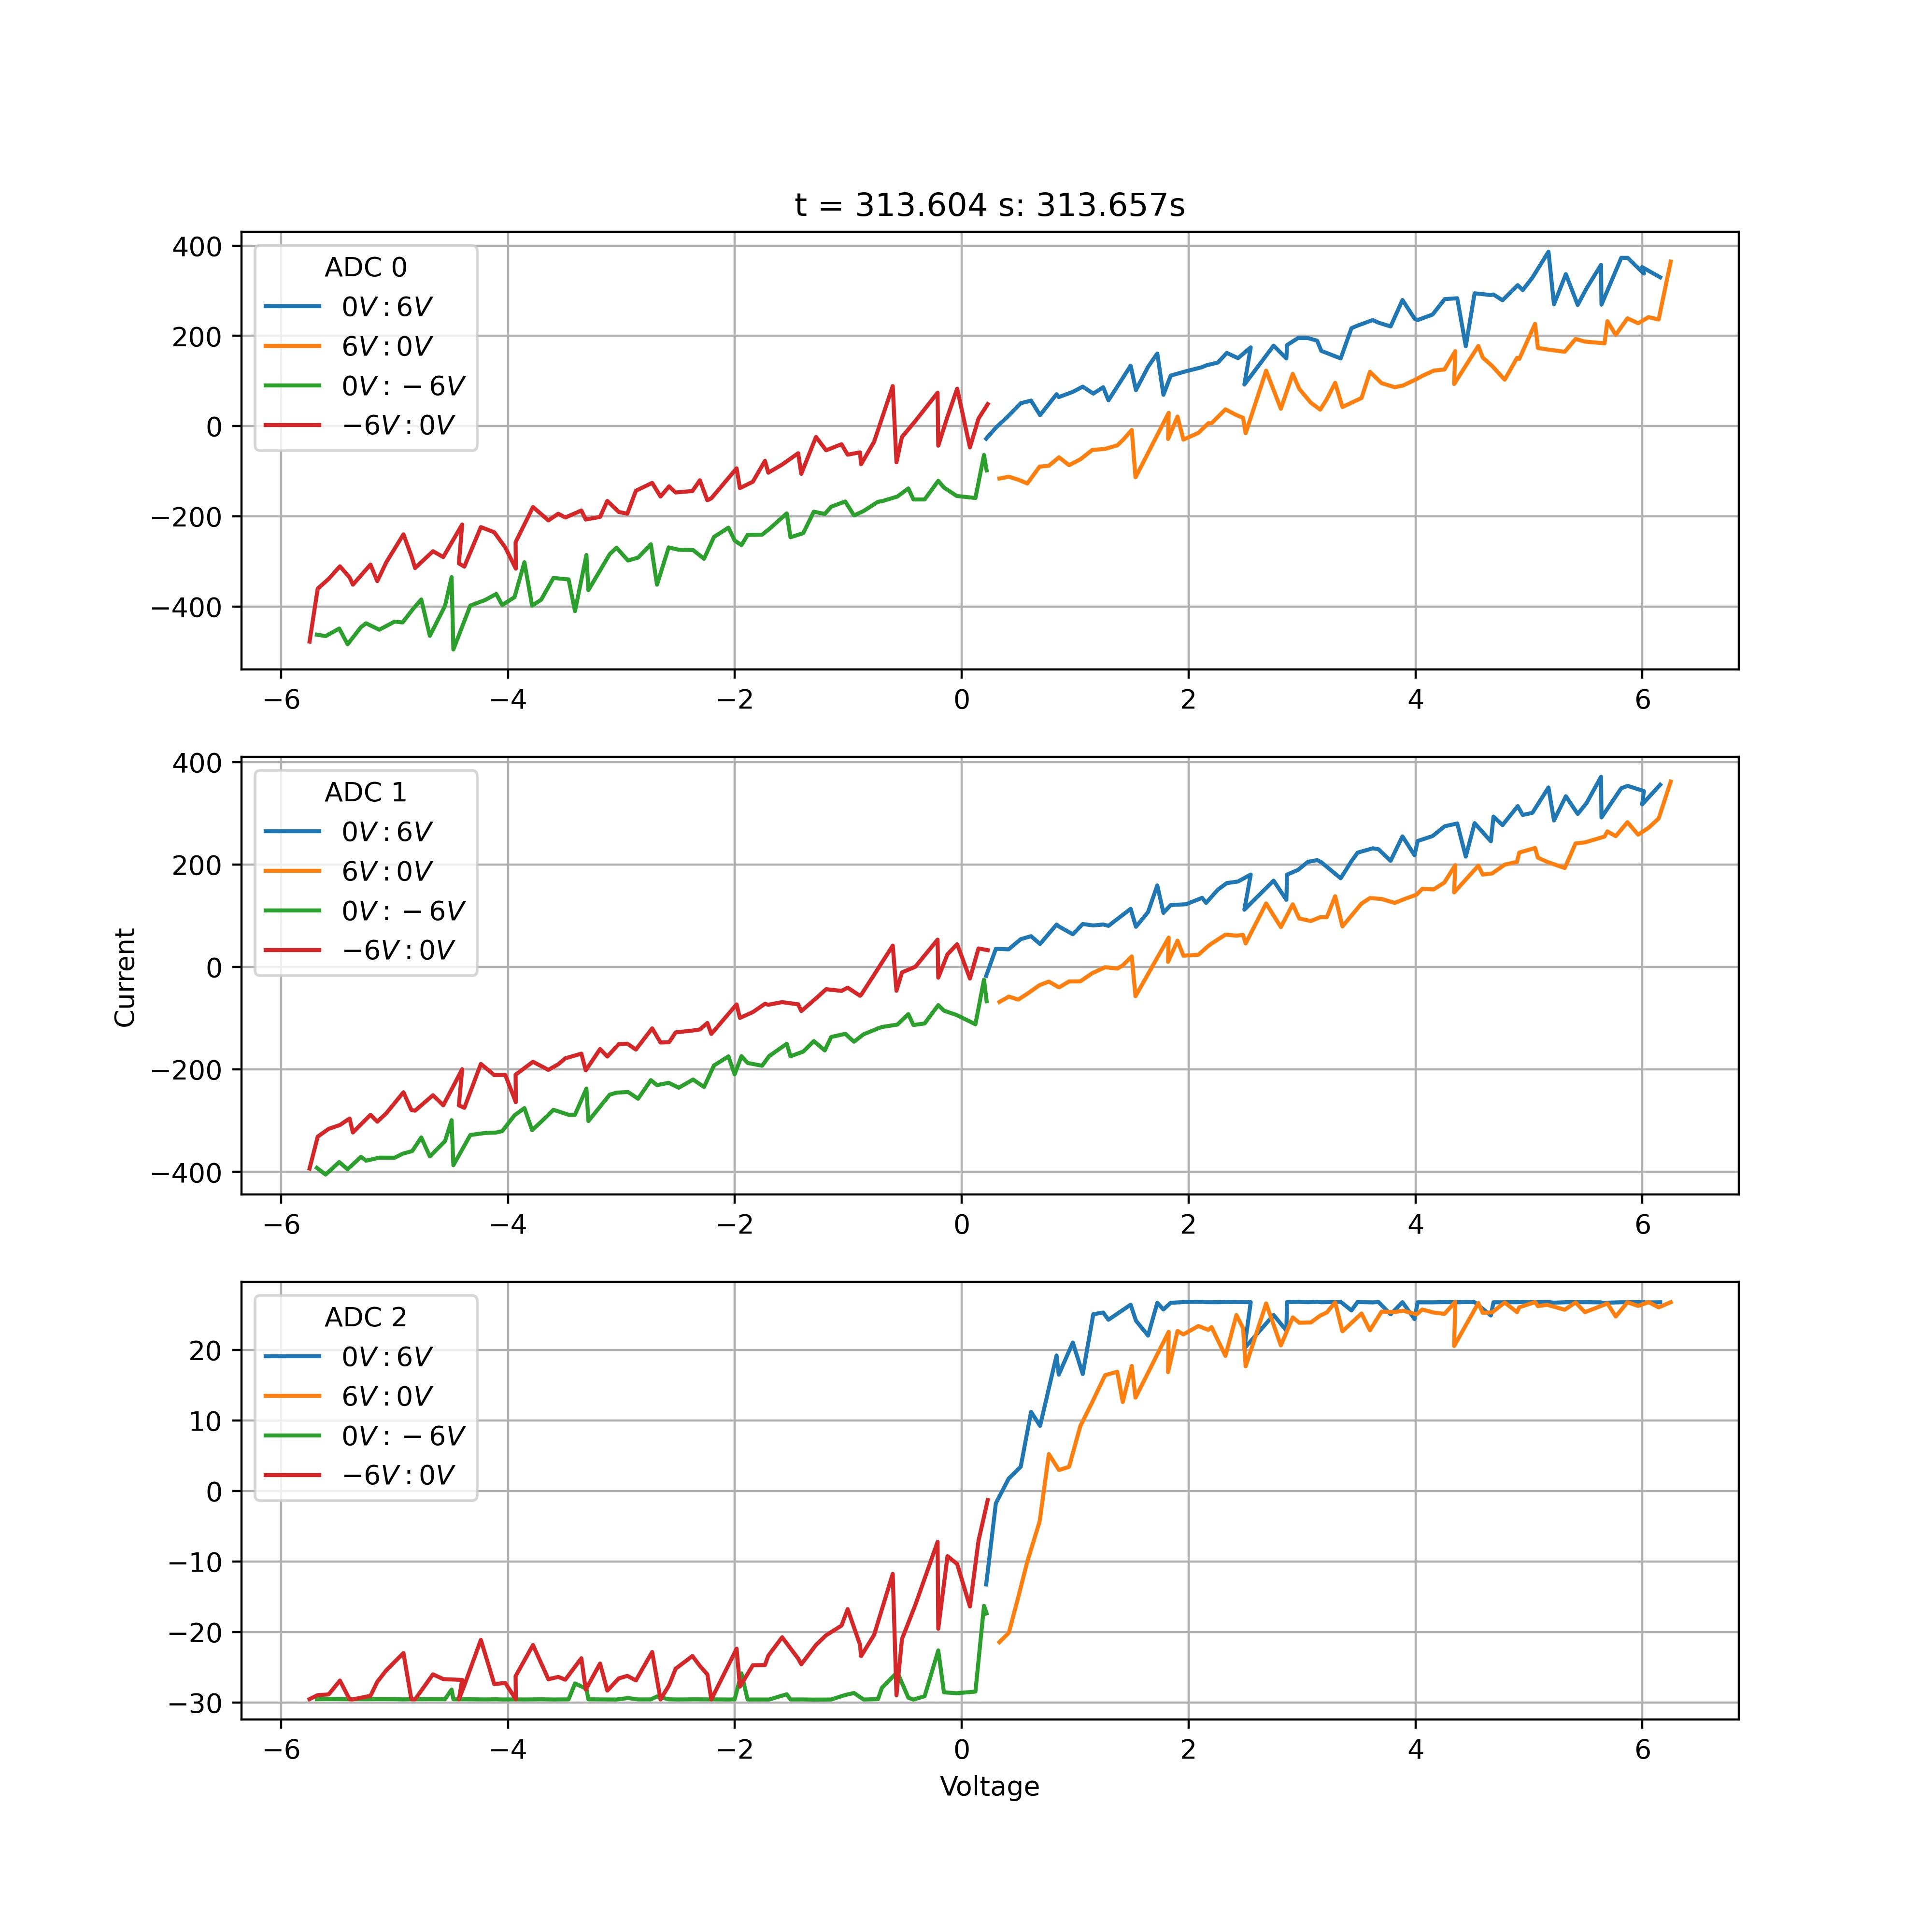 t = 313.604 s: 313.657s
400
200
0
−200
−400
ADC 0
0V : 6V
6V : 0V
0V : − 6V
−6V : 0V
−6 −4 −2 0 2 4 6
400
200
0
−200
−400
ADC 1
0V : 6V
6V : 0V
0V : − 6V
−6V : 0V
Current
−6 −4 −2 0 2 4 6
20
10
0
−10
−20
−30
ADC 2
0V : 6V
6V : 0V
0V : − 6V
−6V : 0V
−6 −4 −2 0 2 4 6
Voltage